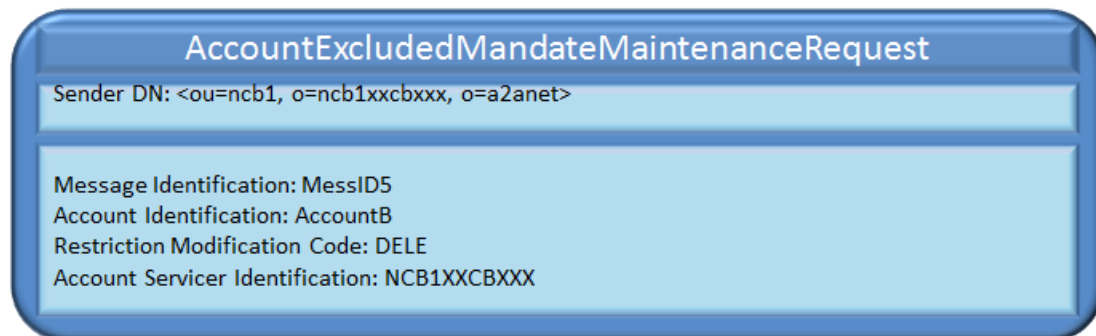 AccountExcludedMandateMaintenanceRequest
Sender DN: <ou=ncb1, o=ncb1xxcbxxx, o=a2anet>
Message Identification: MessID5
Account Identification: AccountB
Restriction Modification Code: DELE
Account Servicer Identification: NCB1XXCBXXX